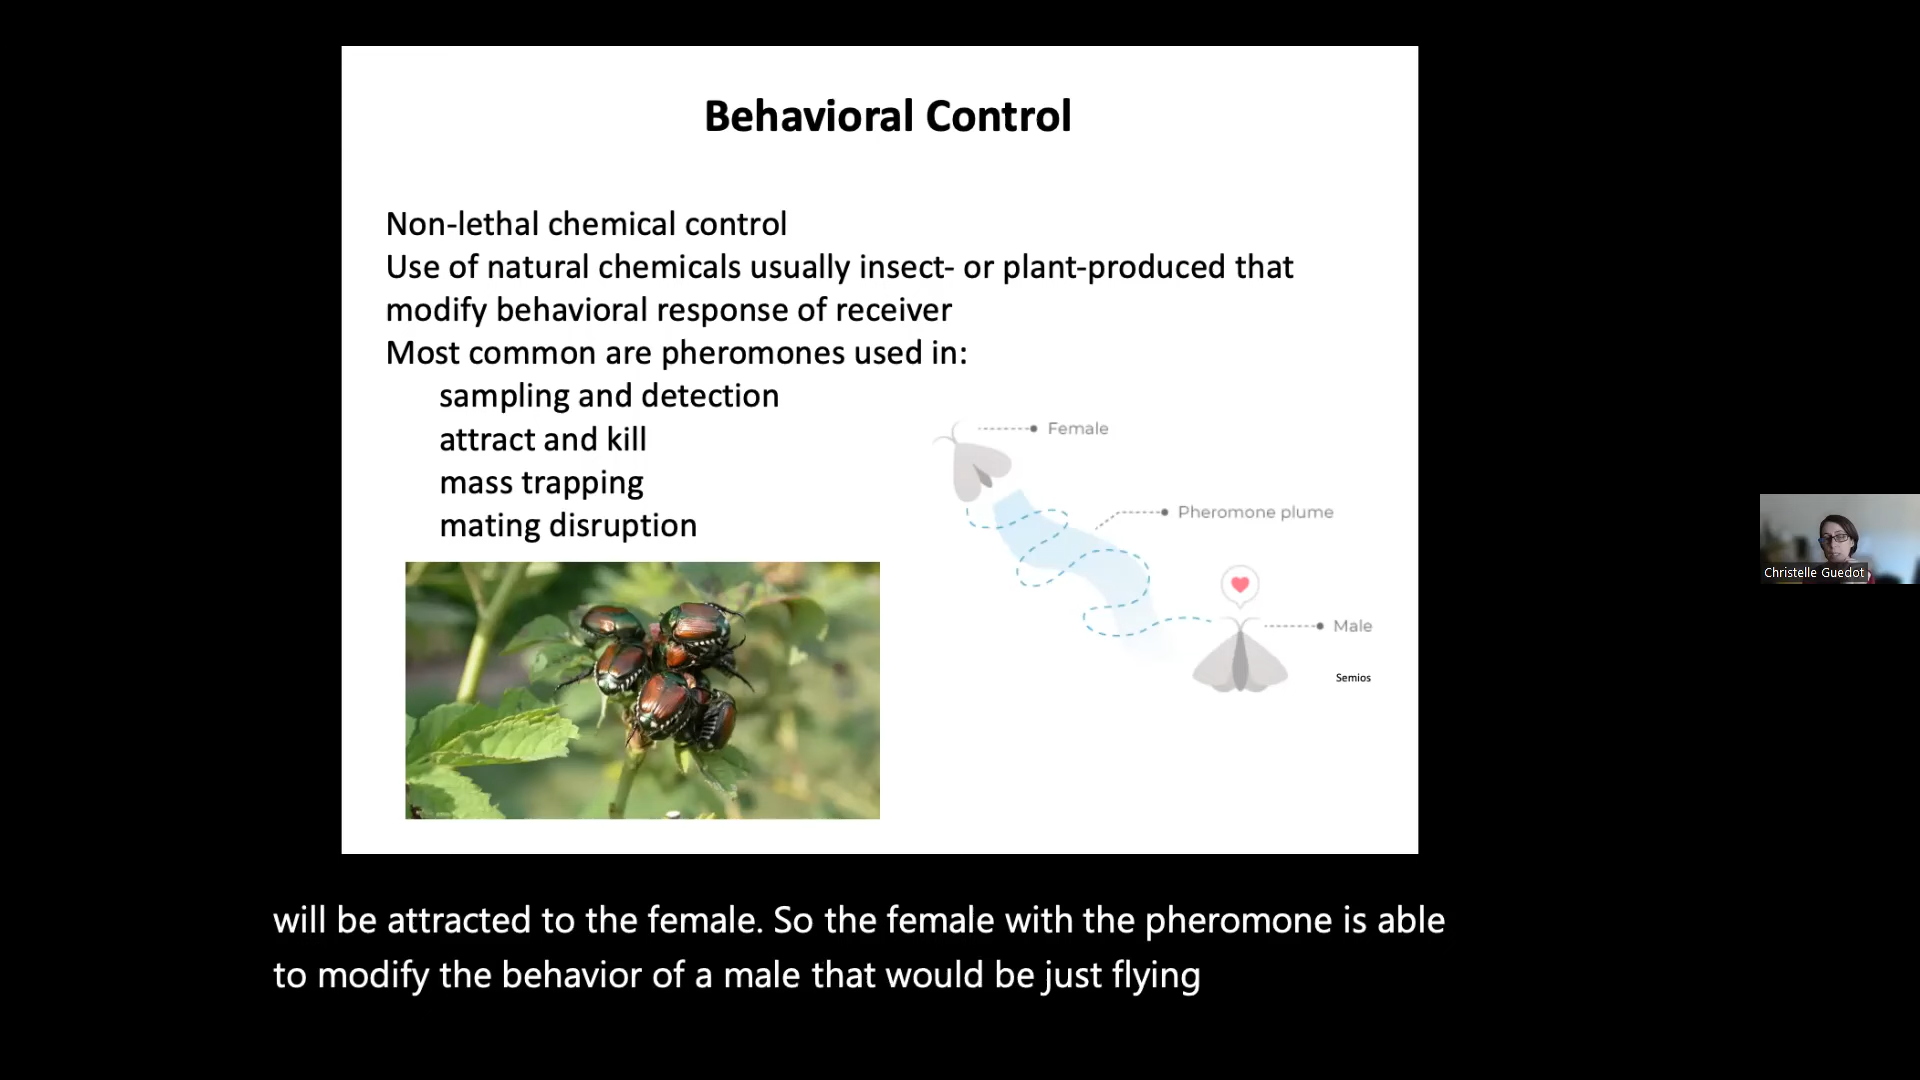 Behavioral Control
Non-lethal chemical control
Use of natural chemicals usually insect- or plant-produced that
modify behavioral response of receiver
Most common are pheromones used in:
sampling and detection
attract and kill
mass trapping
mating disruption
Female
Pheromone plume
Male
Semios
Christelle Guedot
will be attracted to the female. So the female with the pheromone is able
to modify the behavior of a male that would be just flying